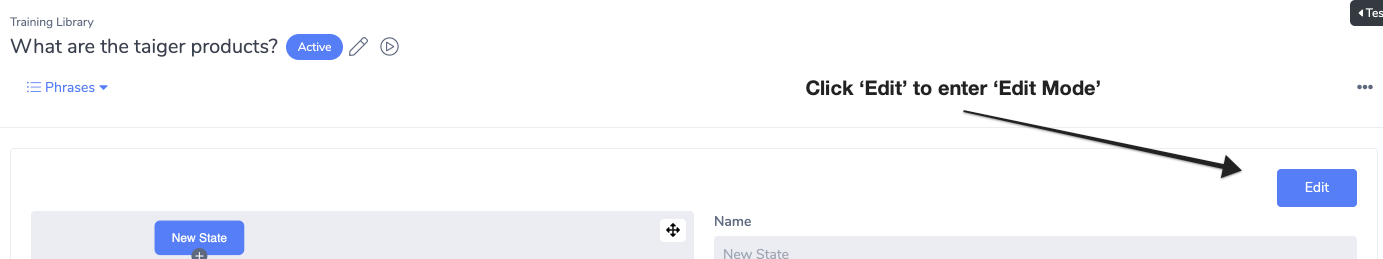 Training Library
What are the taiger products? Active
Phrases
Click ‘Edit’ to enter ‘Edit Mode’
Edit
New State
Name
New State